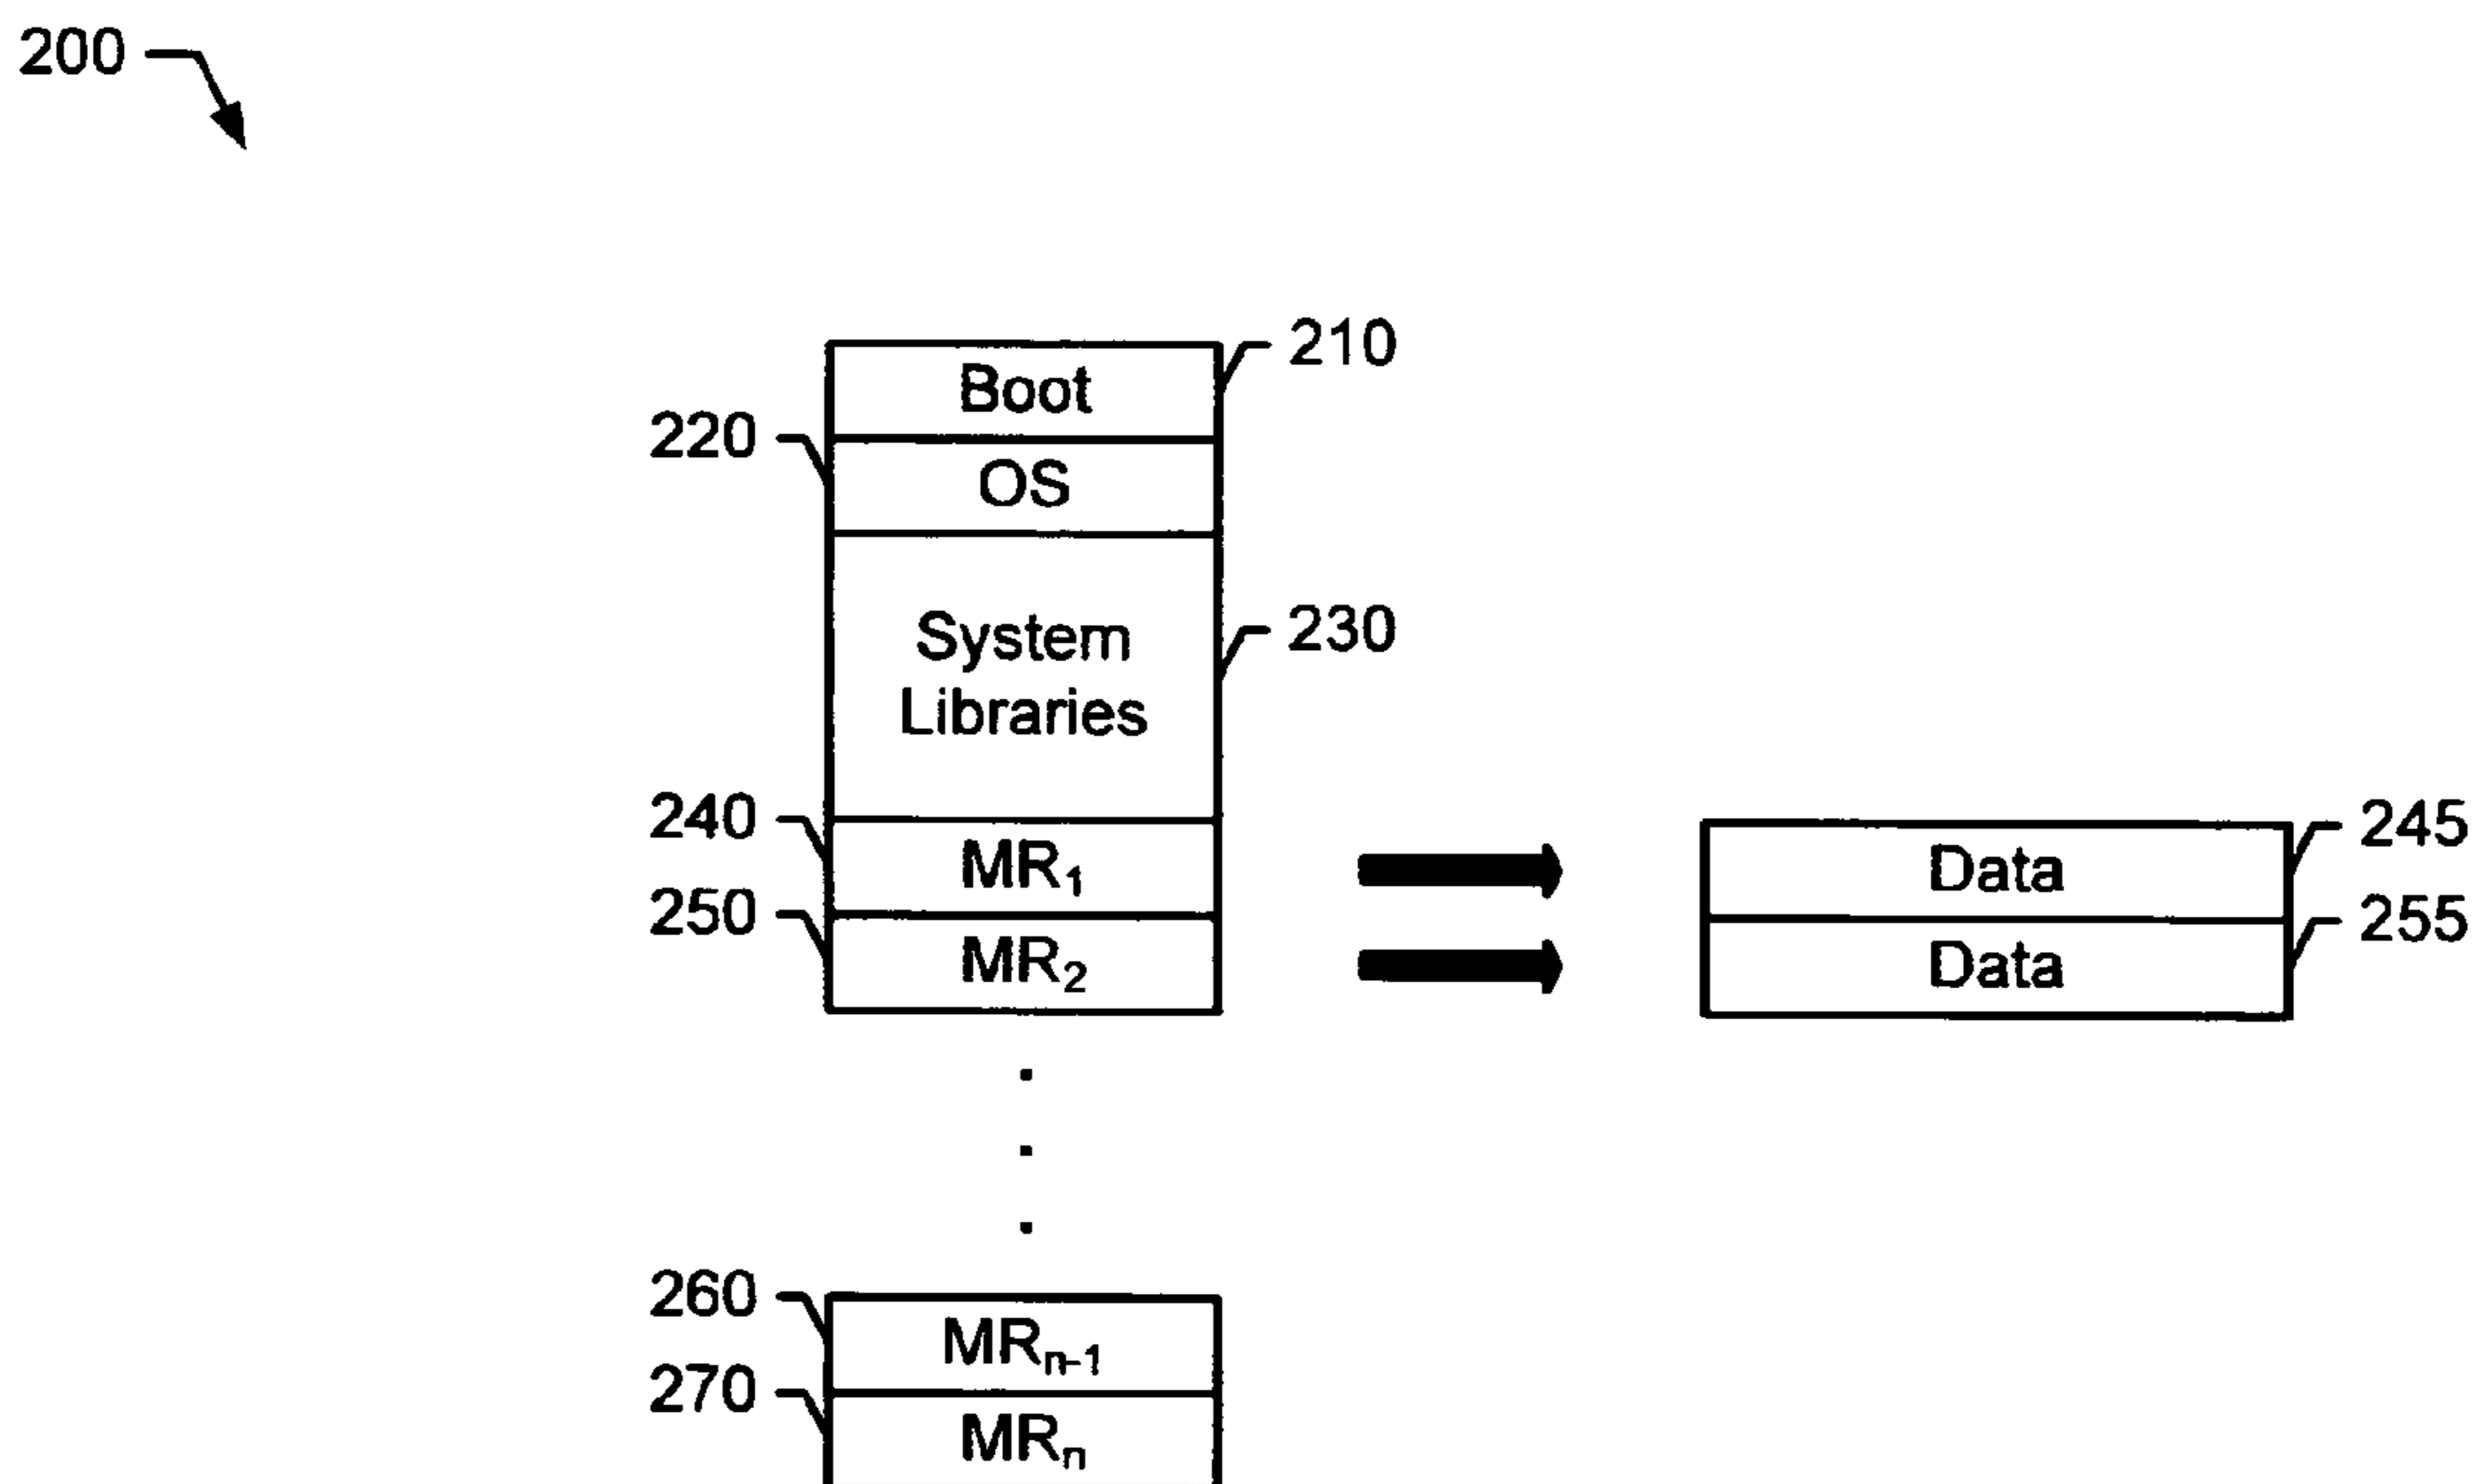 200
210
Boot
220
OS
System
Libraries
230
240
MR1
Data
245
250
MR2
Data
255
.
.
.
260
MRn-1
270
MRn